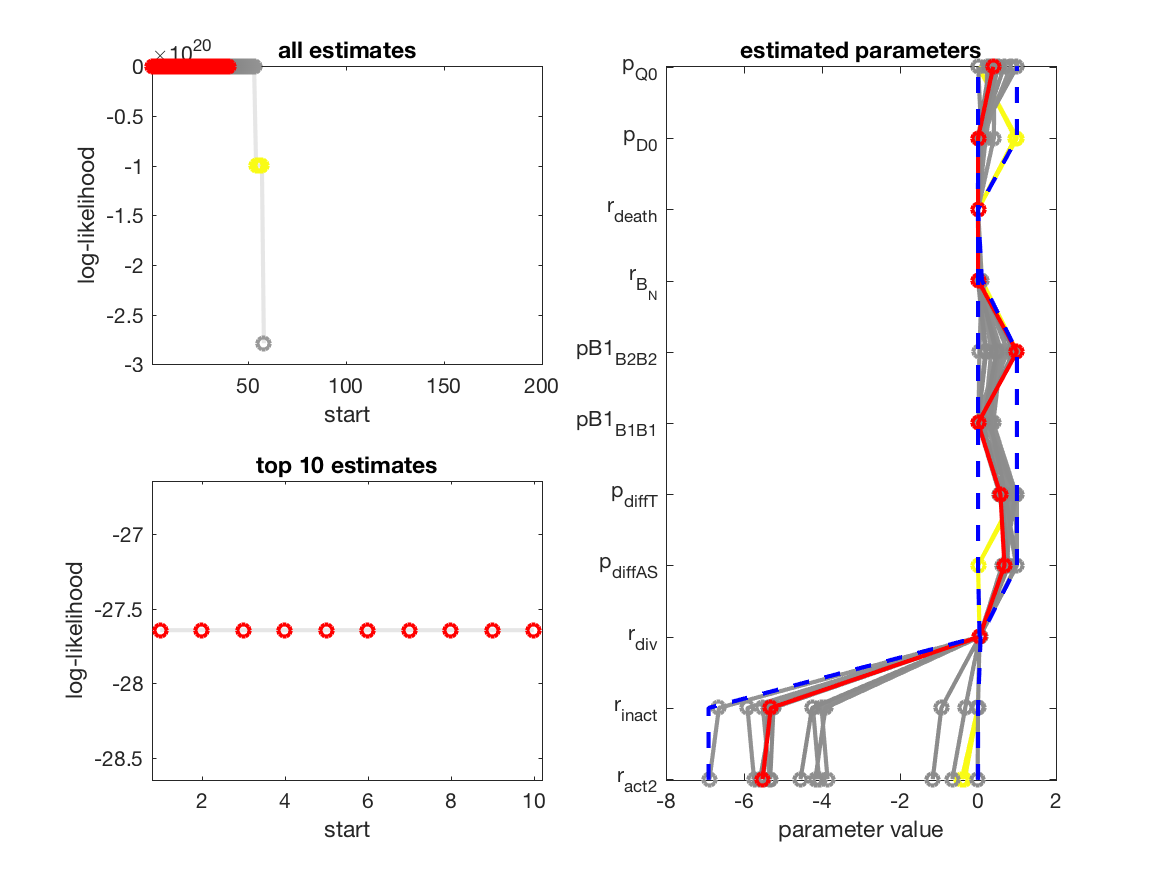 all estimates
×10^20
0
-0.5
-1
-1.5
-2
-2.5
-3
log-likelihood
50
100
150
200
start
top 10 estimates
-27
-27.5
-28
-28.5
log-likelihood
2
4
6
8
10
start
estimated parameters
p_Q0
p_D0
r_death
r_B_N
pB1_B2B2
pB1_B1B1
p_diffT
p_diffAS
r_div
r_inact
r_act2
-8
-6
-4
-2
0
2
parameter value